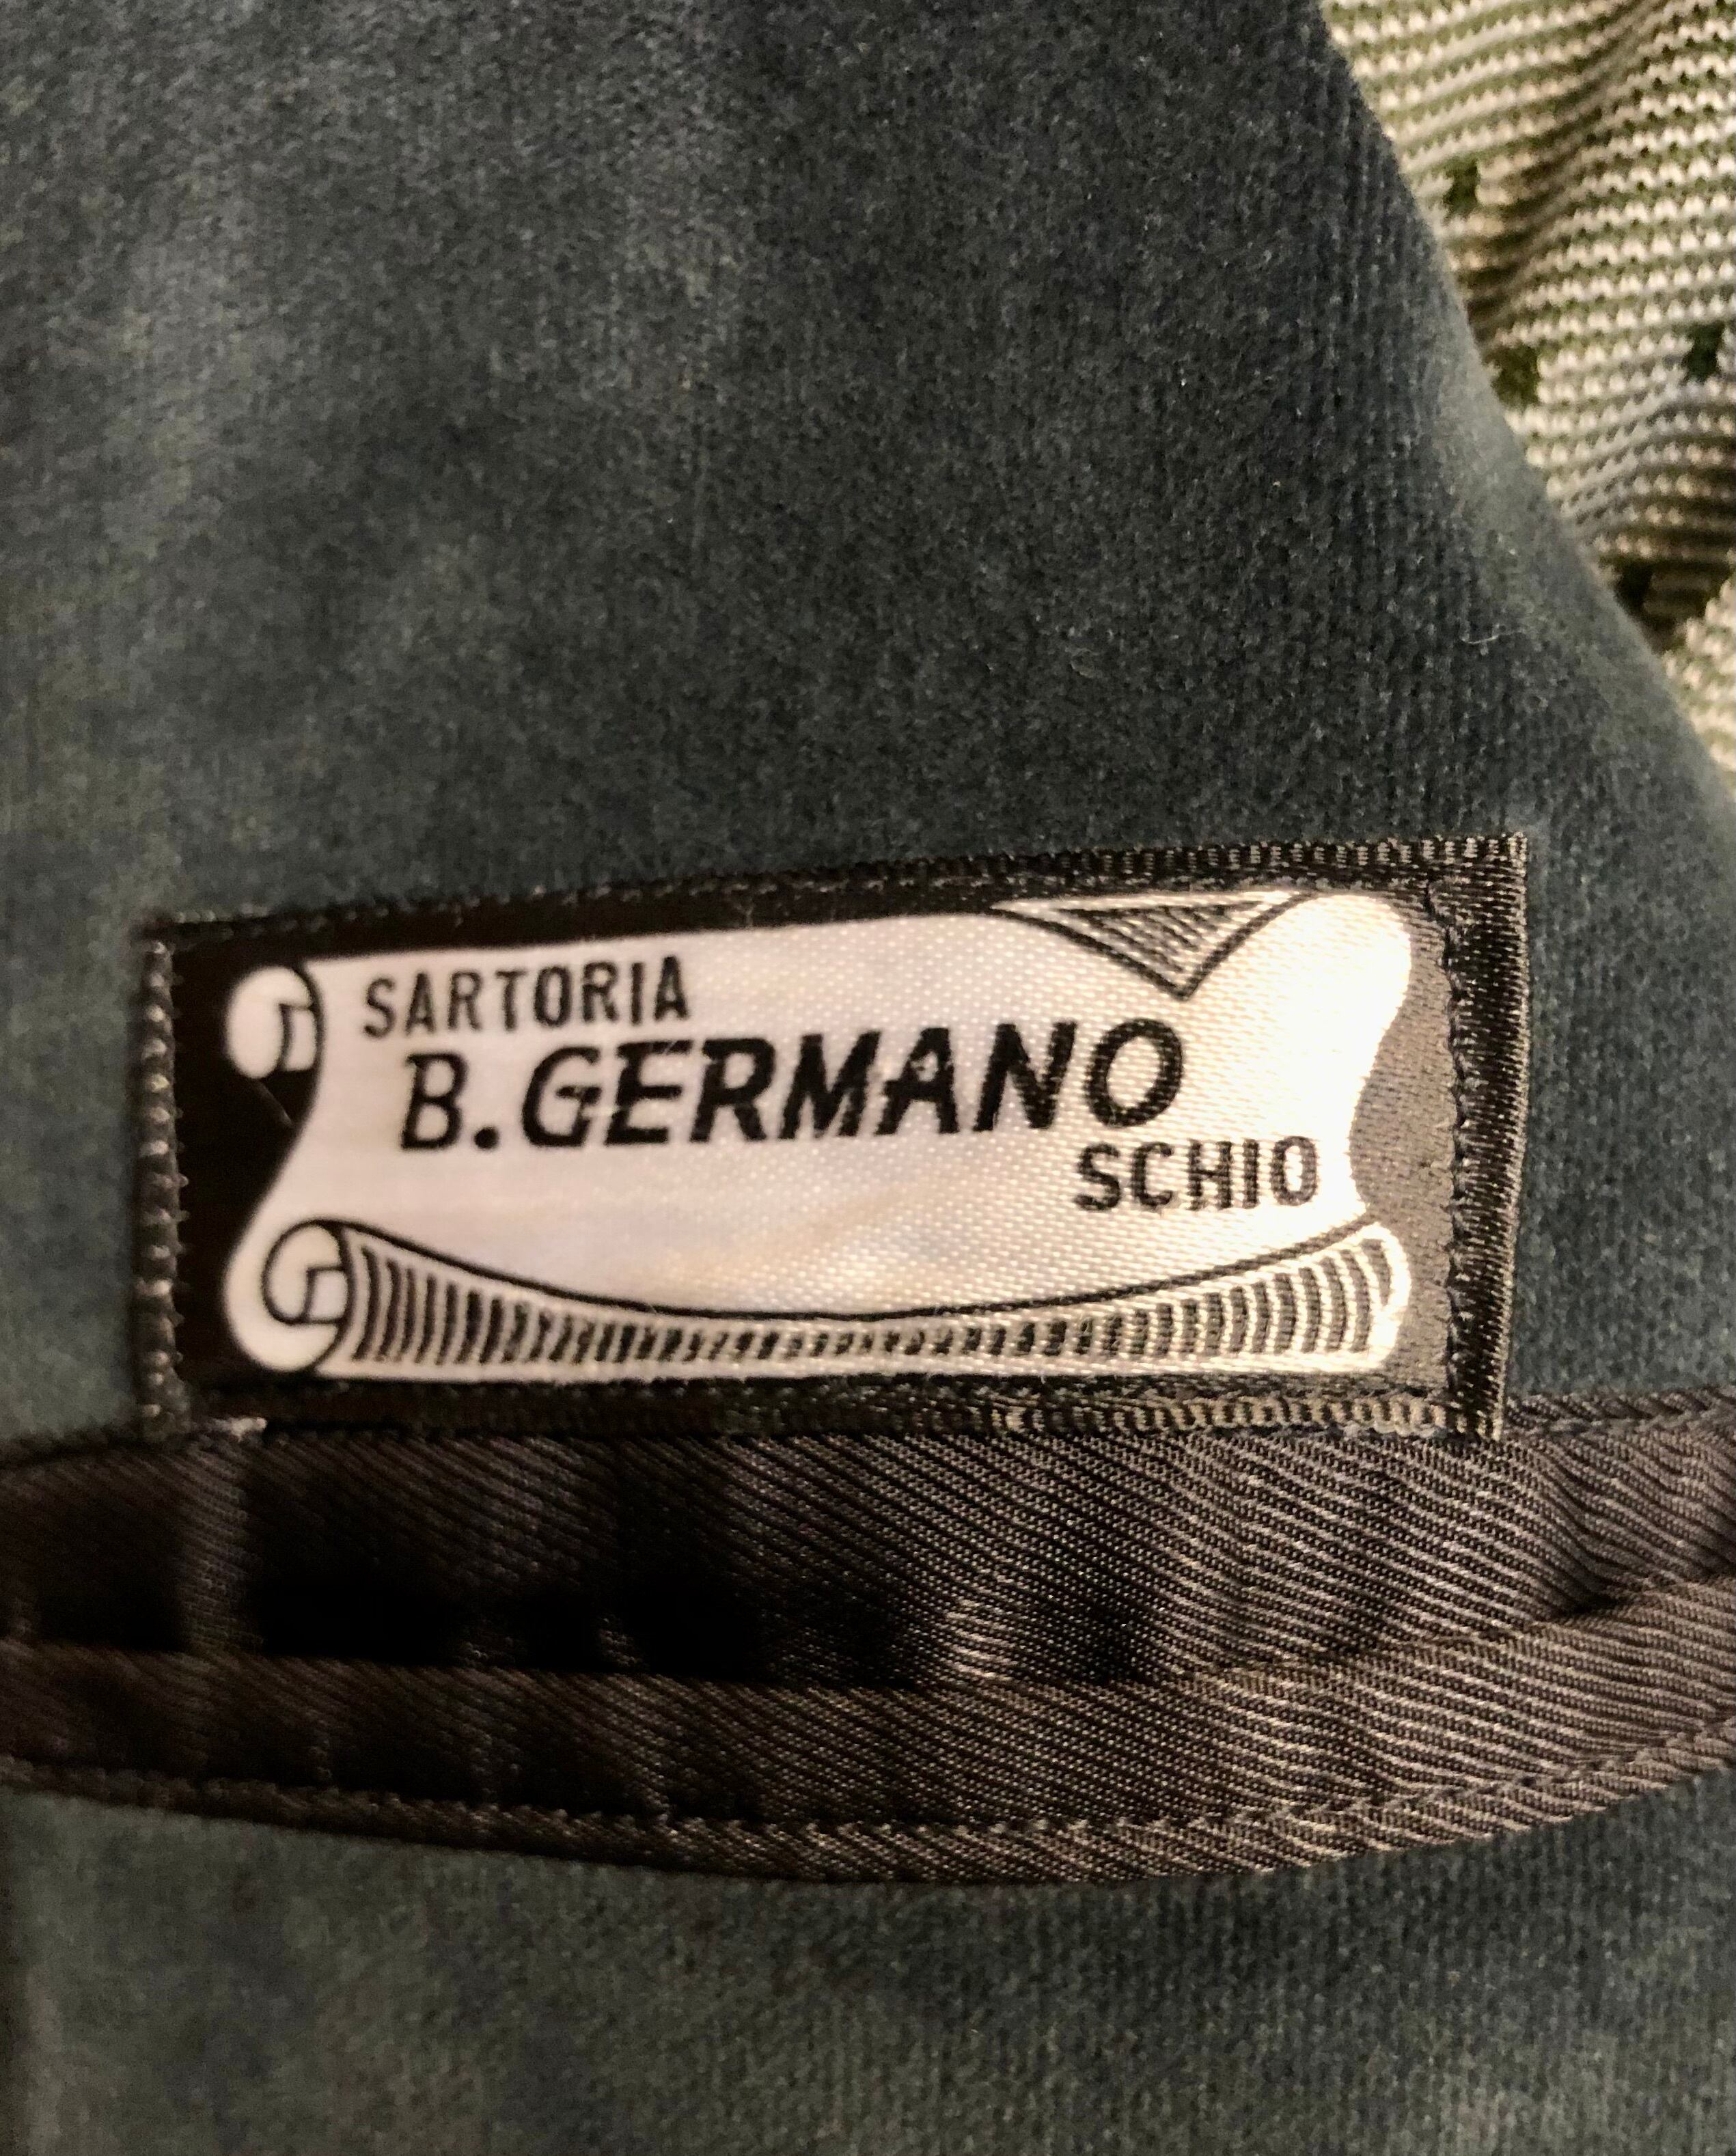 SARTORIA
B. GERMANO
SCHIO